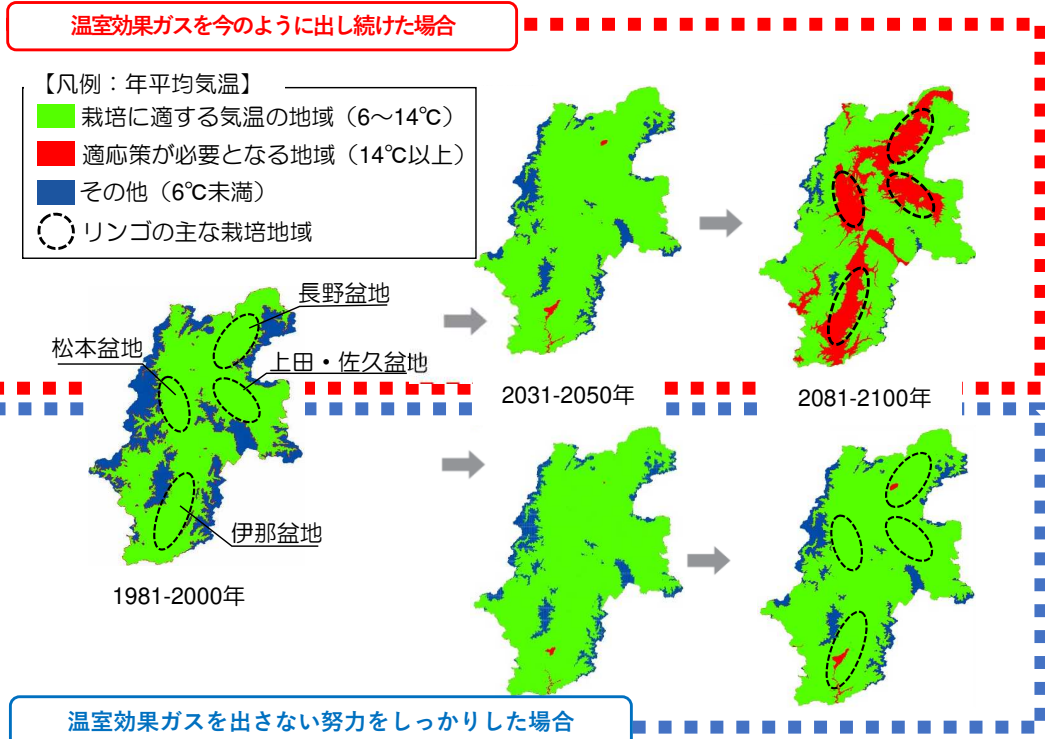 温室効果ガスを今のように出し続けた場合
【凡例：年平均気温】
栽培に適する気温の地域（6～14℃）
適応策が必要となる地域（14℃以上）
その他（6℃未満）
リンゴの主な栽培地域
長野盆地
松本盆地
上田・佐久盆地
伊那盆地
1981-2000年
2031-2050年
2081-2100年
温室効果ガスを出さない努力をしっかりした場合